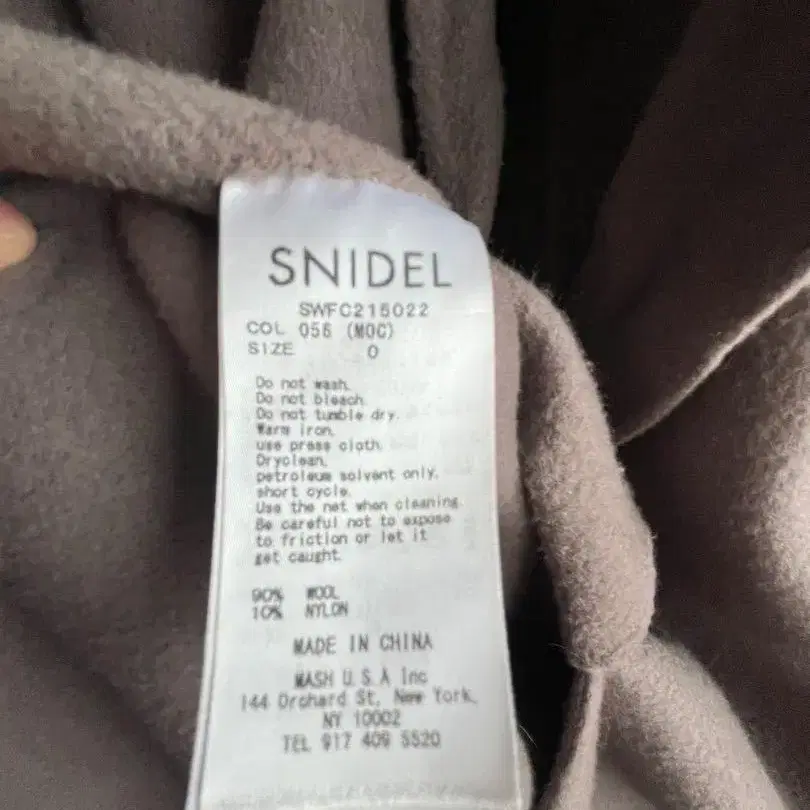 SNIDEL
SWFC215022
COL 056 (MOC)
SIZE 0
Do not wash.
Do not bleach.
Do not tumble dry.
Warm iron.
use press cloth.
Dryclean.
petroleum solvent only.
short cycle.
Use the net when cleaning.
Be careful not to expose
to friction or let it
get caught.
90% WOOL
10% NYLON
MADE IN CHINA
MASH U.S.A Inc
144 Orchard St, New York,
NY 10002
TEL 917 409 5520